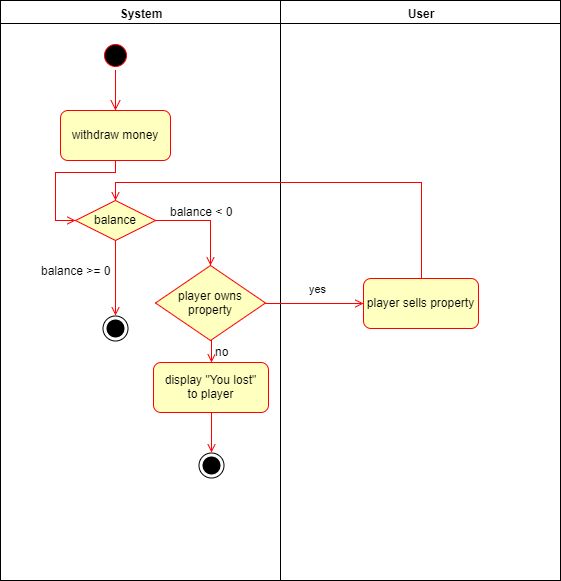 System
User
withdraw money
balance
balance < 0
balance >= 0
player owns
property
yes
player sells property
no
display "You lost"
to player